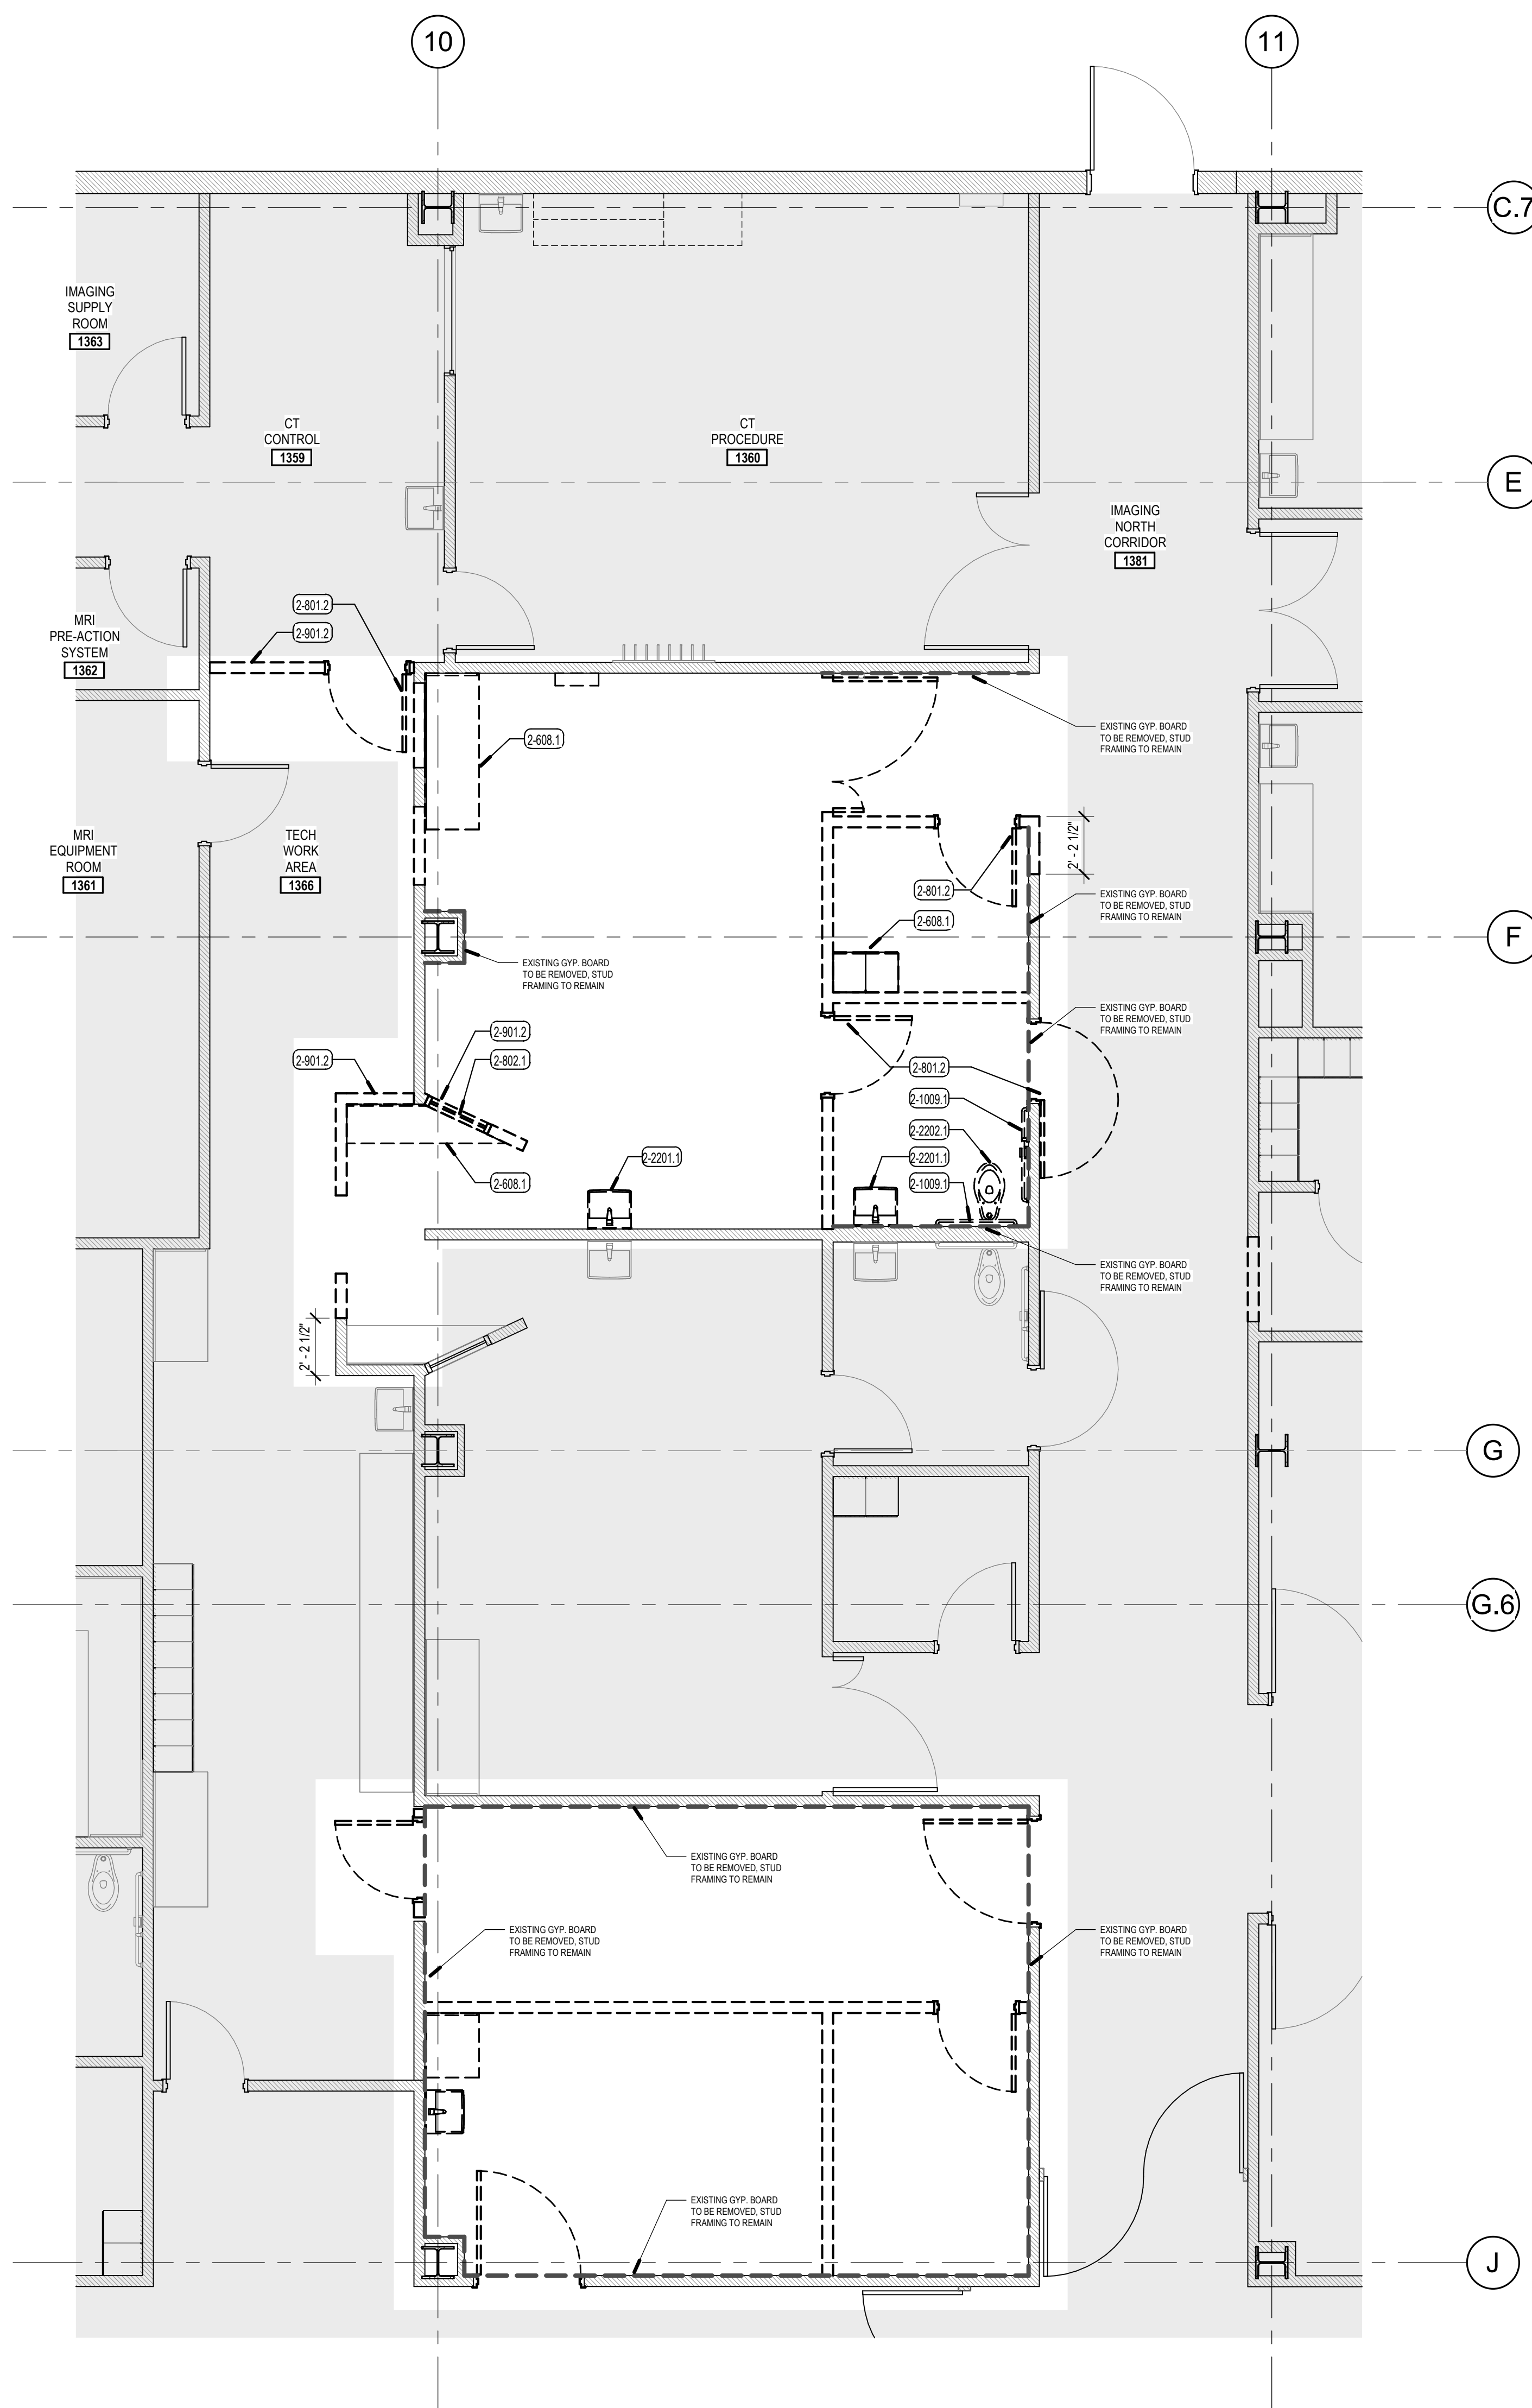 10
11
C.7
IMAGING
SUPPLY
ROOM
1363
CT
CONTROL
1359
CT
PROCEDURE
1360
E
IMAGING
NORTH
CORRIDOR
1381
2-801.2
2-901.2
MRI
PRE-ACTION
SYSTEM
1362
EXISTING GYP. BOARD
TO BE REMOVED, STUD
FRAMING TO REMAIN
2-608.1
MRI
EQUIPMENT
ROOM
1361
TECH
WORK
AREA
1366
2' - 2 1/2"
2-801.2
EXISTING GYP. BOARD
TO BE REMOVED, STUD
FRAMING TO REMAIN
2-608.1
F
EXISTING GYP. BOARD
TO BE REMOVED, STUD
FRAMING TO REMAIN
EXISTING GYP. BOARD
TO BE REMOVED, STUD
FRAMING TO REMAIN
2-901.2
2-901.2
2-802.1
2-801.2
2-1009.1
2-2202.1
2-2201.1
2-2201.1
2-608.1
2-1009.1
EXISTING GYP. BOARD
TO BE REMOVED, STUD
FRAMING TO REMAIN
2' - 2 1/2"
G
G.6
EXISTING GYP. BOARD
TO BE REMOVED, STUD
FRAMING TO REMAIN
EXISTING GYP. BOARD
TO BE REMOVED, STUD
FRAMING TO REMAIN
EXISTING GYP. BOARD
TO BE REMOVED, STUD
FRAMING TO REMAIN
EXISTING GYP. BOARD
TO BE REMOVED, STUD
FRAMING TO REMAIN
J